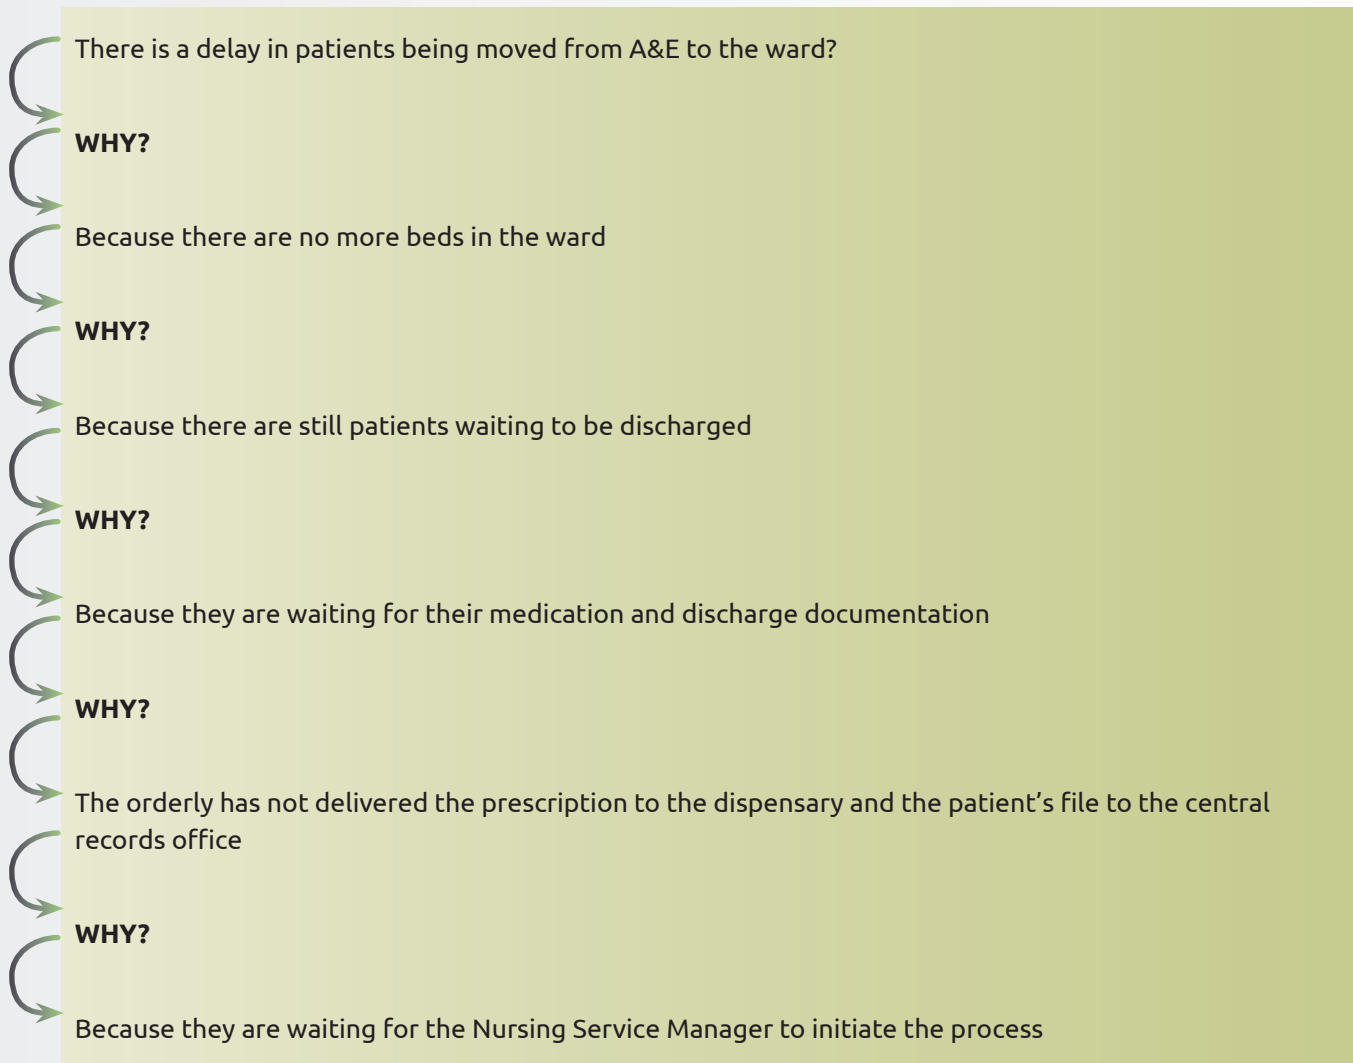 There is a delay in patients being moved from A&E to the ward?
WHY?
Because there are no more beds in the ward
WHY?
Because there are still patients waiting to be discharged
WHY?
Because they are waiting for their medication and discharge documentation
WHY?
The orderly has not delivered the prescription to the dispensary and the patient’s file to the central
records office
WHY?
Because they are waiting for the Nursing Service Manager to initiate the process